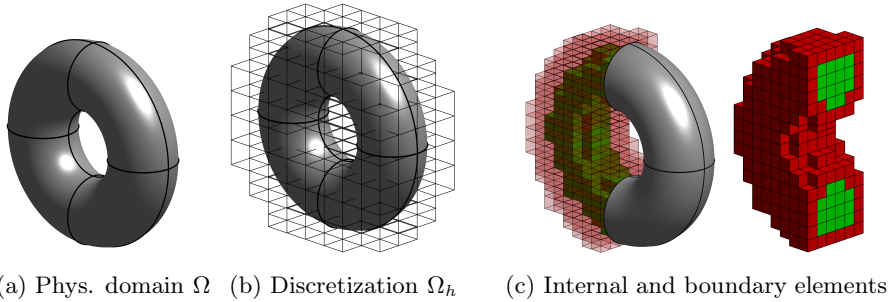 (a) Phys. domain Ω
(b) Discretization Ωₕ
(c) Internal and boundary elements